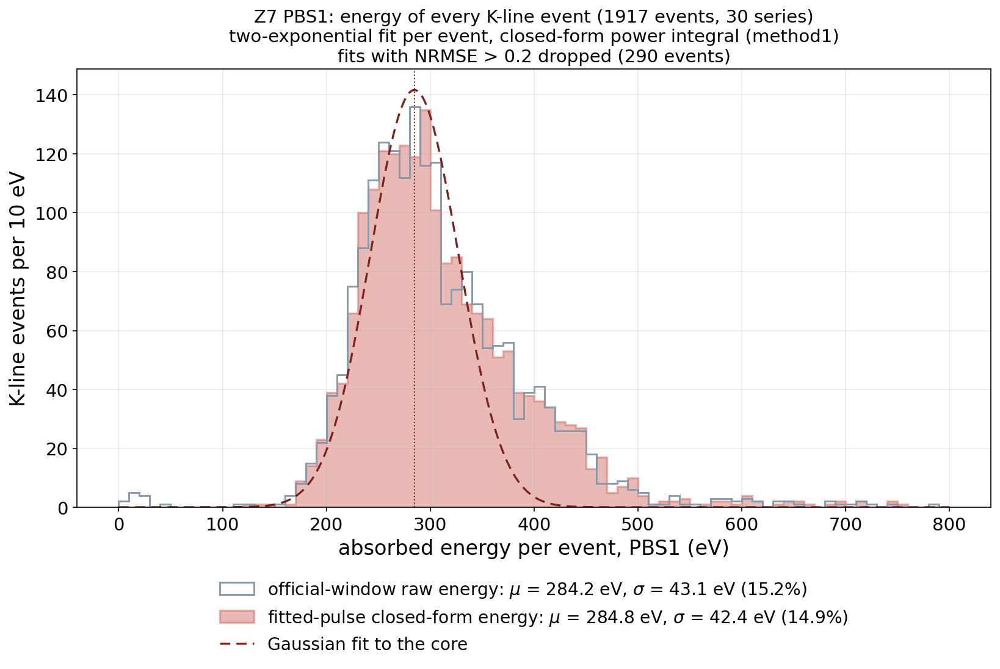 Z7 PBS1: energy of every K-line event (1917 events, 30 series)
two-exponential fit per event, closed-form power integral (method1)
fits with NRMSE > 0.2 dropped (290 events)
K-line events per 10 eV
140
120
100
80
60
40
20
0
0 100 200 300 400 500 600 700 800
absorbed energy per event, PBS1 (eV)
official-window raw energy: μ = 284.2 eV, σ = 43.1 eV (15.2%)
fitted-pulse closed-form energy: μ = 284.8 eV, σ = 42.4 eV (14.9%)
Gaussian fit to the core